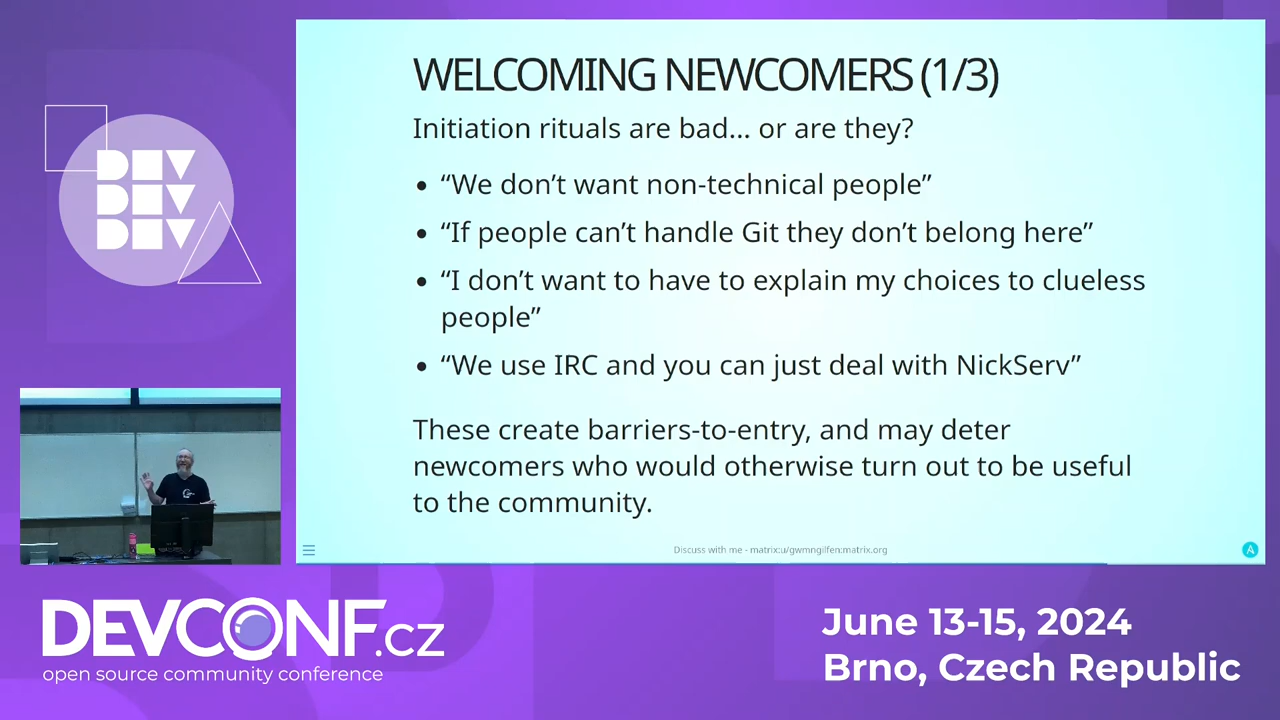 WELCOMING NEWCOMERS (1/3)
Initiation rituals are bad... or are they?
• “We don’t want non-technical people”
• “If people can’t handle Git they don’t belong here”
• “I don’t want to have to explain my choices to clueless
people”
• “We use IRC and you can just deal with NickServ”
These create barriers-to-entry, and may deter
newcomers who would otherwise turn out to be useful
to the community.
Discuss with me - matrix:u/gwmngilfen:matrix.org
A
DEV
DEV
DEV
DEVCONF.cz
open source community conference
June 13-15, 2024
Brno, Czech Republic